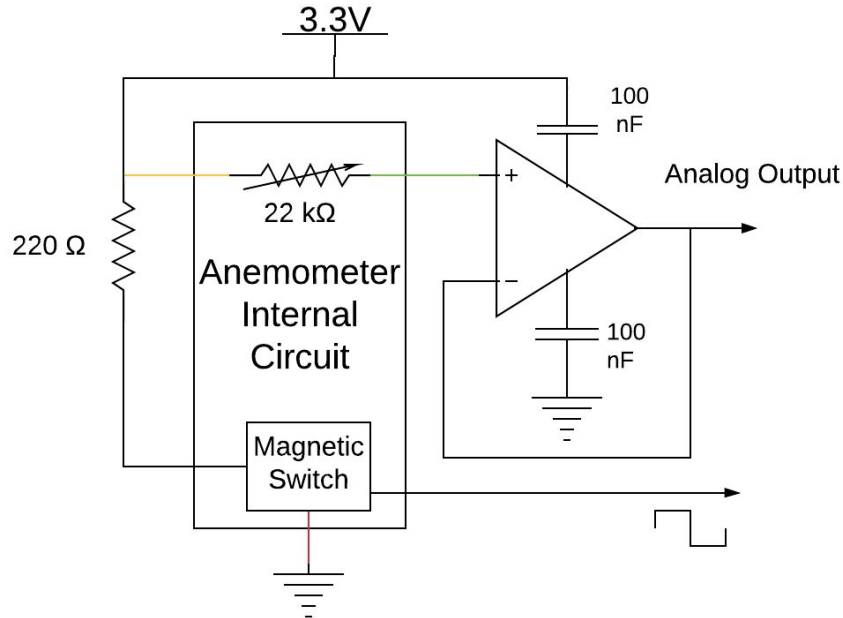 3.3V
100
nF
Analog Output
+
22 kΩ
220 Ω
Anemometer
Internal
Circuit
−
100
nF
Magnetic
Switch